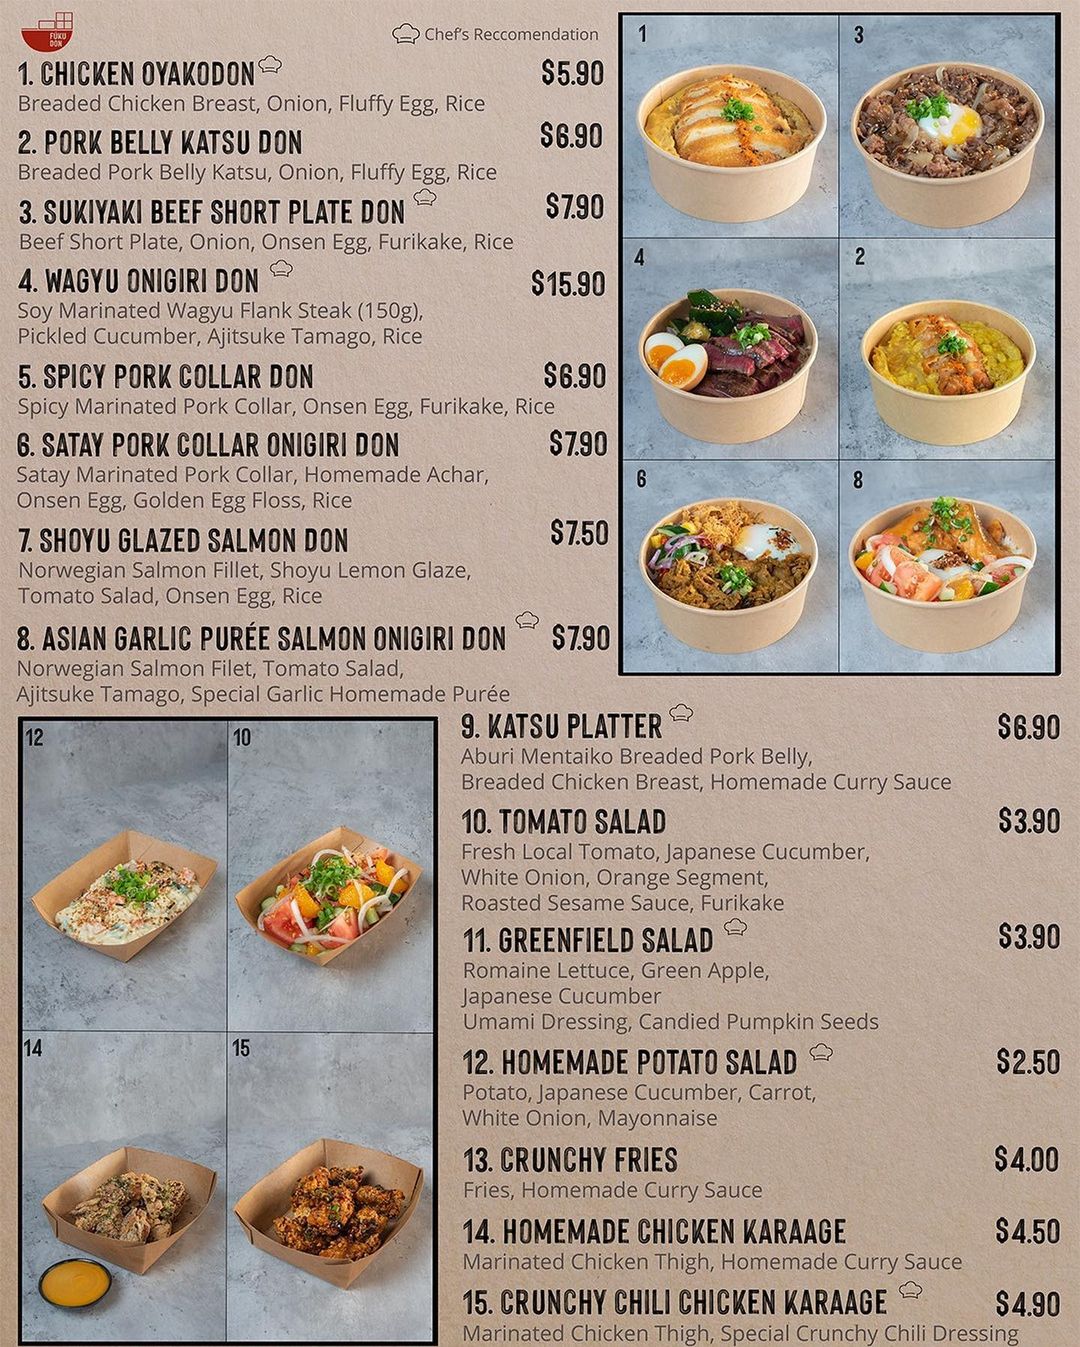 FUKU
DON
Chef's Reccomendation
1. CHICKEN OYAKODON
$5.90
Breaded Chicken Breast, Onion, Fluffy Egg, Rice
2. PORK BELLY KATSU DON
$6.90
Breaded Pork Belly Katsu, Onion, Fluffy Egg, Rice
3. SUKIYAKI BEEF SHORT PLATE DON
$7.90
Beef Short Plate, Onion, Onsen Egg, Furikake, Rice
4. WAGYU ONIGIRI DON
$15.90
Soy Marinated Wagyu Flank Steak (150g),
Pickled Cucumber, Ajitsuke Tamago, Rice
5. SPICY PORK COLLAR DON
$6.90
Spicy Marinated Pork Collar, Onsen Egg, Furikake, Rice
6. SATAY PORK COLLAR ONIGIRI DON
$7.90
Satay Marinated Pork Collar, Homemade Achar,
Onsen Egg, Golden Egg Floss, Rice
7. SHOYU GLAZED SALMON DON
$7.50
Norwegian Salmon Fillet, Shoyu Lemon Glaze,
Tomato Salad, Onsen Egg, Rice
8. ASIAN GARLIC PURÉE SALMON ONIGIRI DON
$7.90
Norwegian Salmon Filet, Tomato Salad,
Ajitsuke Tamago, Special Garlic Homemade Purée
1
3
4
2
6
8
12
10
14
15
9. KATSU PLATTER
$6.90
Aburi Mentaiko Breaded Pork Belly,
Breaded Chicken Breast, Homemade Curry Sauce
10. TOMATO SALAD
$3.90
Fresh Local Tomato, Japanese Cucumber,
White Onion, Orange Segment,
Roasted Sesame Sauce, Furikake
11. GREENFIELD SALAD
$3.90
Romaine Lettuce, Green Apple,
Japanese Cucumber
Umami Dressing, Candied Pumpkin Seeds
12. HOMEMADE POTATO SALAD
$2.50
Potato, Japanese Cucumber, Carrot,
White Onion, Mayonnaise
13. CRUNCHY FRIES
$4.00
Fries, Homemade Curry Sauce
14. HOMEMADE CHICKEN KARAAGE
$4.50
Marinated Chicken Thigh, Homemade Curry Sauce
15. CRUNCHY CHILI CHICKEN KARAAGE
$4.90
Marinated Chicken Thigh, Special Crunchy Chili Dressing